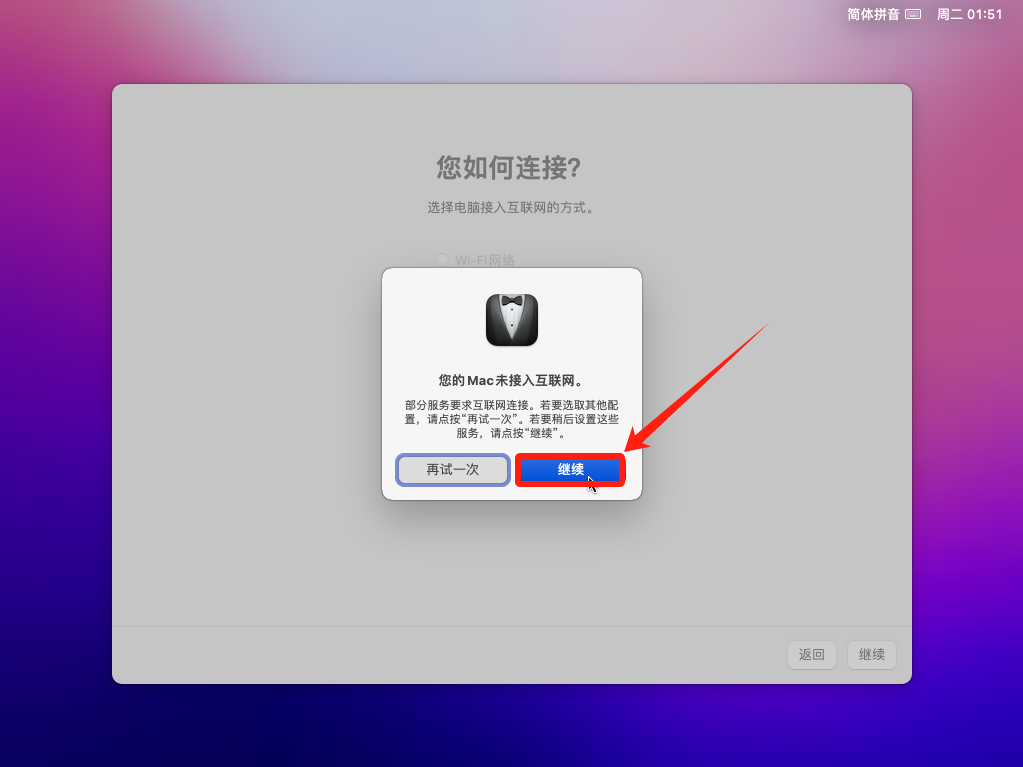 简体拼音 周二 01:51
您如何连接?
选择电脑接入互联网的方式。
Wi-Fi网络
您的Mac未接入互联网。
部分服务要求互联网连接。若要选取其他配
置，请点按“再试一次”。若要稍后设置这些
服务，请点按“继续”。
再试一次 继续
返回 继续